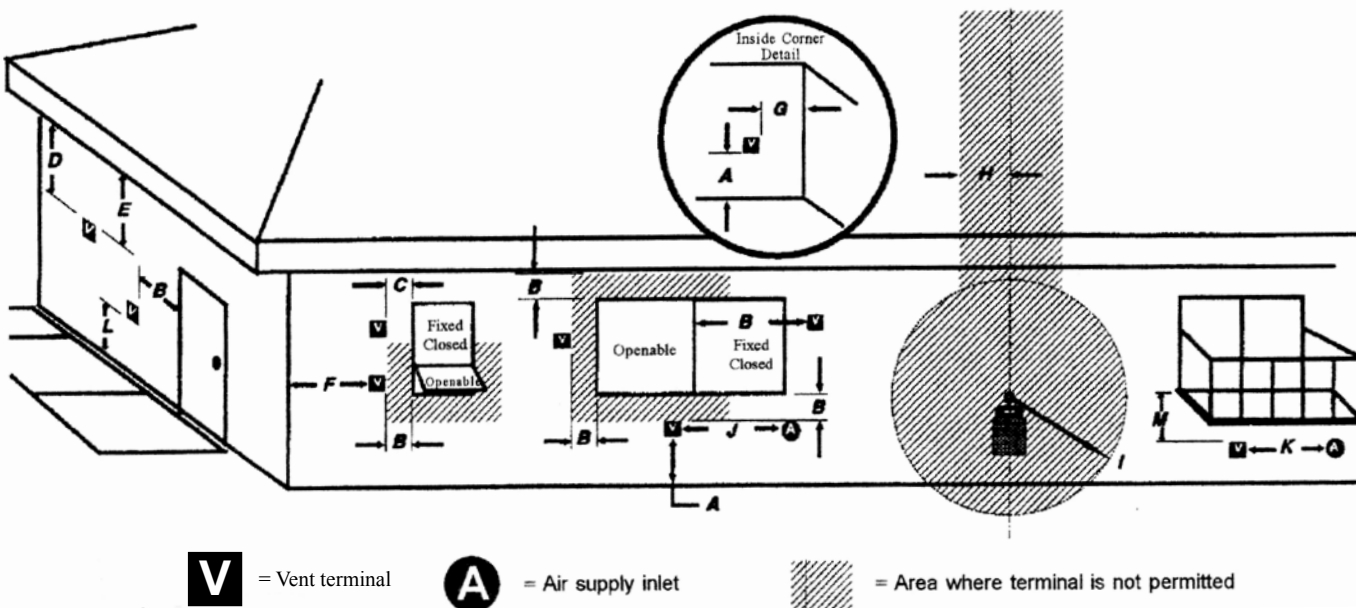 Inside Corner
Detail
G
V
A
H
D
E
V
B
V
L
C
V
Fixed
Closed
Openable
F
V
B
B
V
Openable
B
V
Fixed
Closed
B
B
V
J
A
A
I
M
V
K
A
V = Vent terminal
A = Air supply inlet
= Area where terminal is not permitted